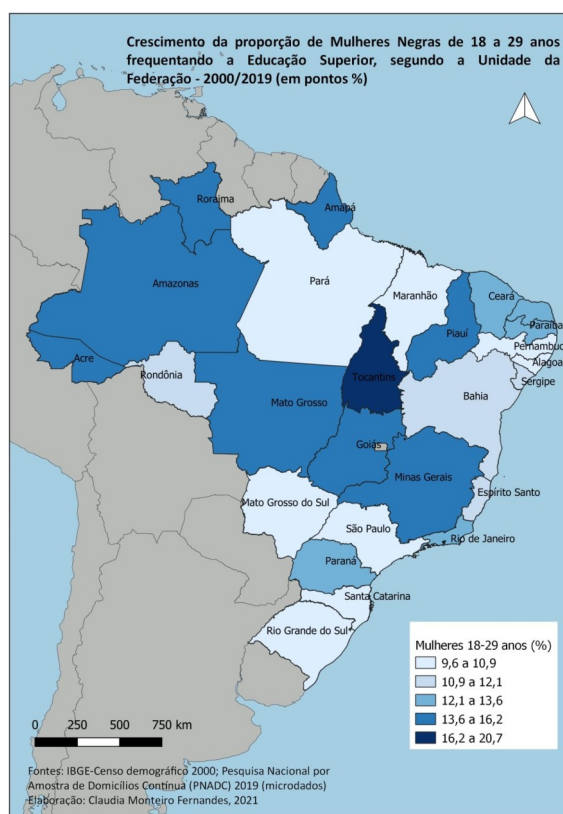 Crescimento da proporção de Mulheres Negras de 18 a 29 anos
frequentando a Educação Superior, segundo a Unidade da
Federação - 2000/2019 (em pontos %)
Roraima
Amapá
Amazonas
Pará
Maranhão
Ceará
Piauí
Paraíba
Pernambuco
Acre
Alagoa
Rondônia
Tocantins
Sergipe
Mato Grosso
Bahia
Goiás
Minas Gerais
Mato Grosso do Sul
Espírito Santo
São Paulo
Rio de Janeiro
Paraná
Santa Catarina
Rio Grande do Sul
Mulheres 18-29 anos (%)
9,6 a 10,9
10,9 a 12,1
12,1 a 13,6
13,6 a 16,2
16,2 a 20,7
0 250 500 750 km
Fontes: IBGE-Censo demográfico 2000; Pesquisa Nacional por
Amostra de Domicílios Contínua (PNADC) 2019 (microdados)
Elaboração: Claudia Monteiro Fernandes, 2021